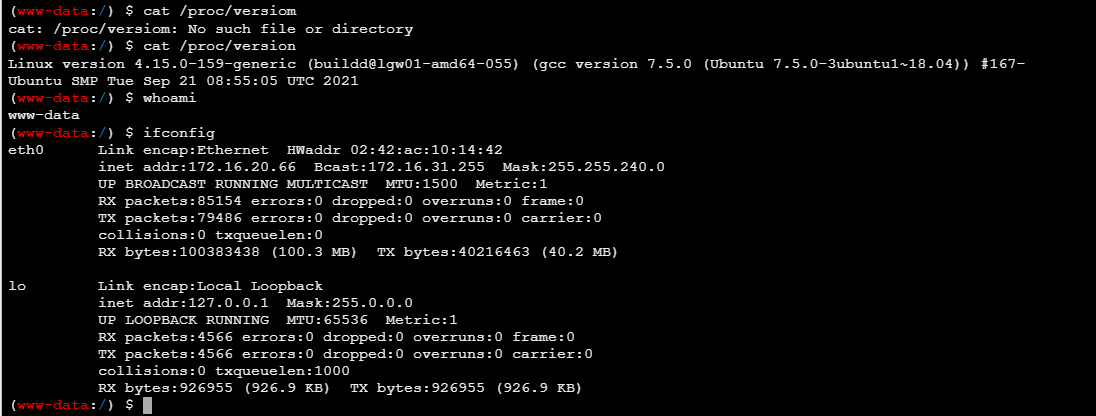 (www-data:/) $ cat /proc/versiom
cat: /proc/versiom: No such file or directory
(www-data:/) $ cat /proc/version
Linux version 4.15.0-159-generic (buildd@lgw01-amd64-055) (gcc version 7.5.0 (Ubuntu 7.5.0-3ubuntu1~18.04)) #167-
Ubuntu SMP Tue Sep 21 08:55:05 UTC 2021
(www-data:/) $ whoami
www-data
(www-data:/) $ ifconfig
eth0      Link encap:Ethernet  HWaddr 02:42:ac:10:14:42
          inet addr:172.16.20.66  Bcast:172.16.31.255  Mask:255.255.240.0
          UP BROADCAST RUNNING MULTICAST  MTU:1500  Metric:1
          RX packets:85154 errors:0 dropped:0 overruns:0 frame:0
          TX packets:79486 errors:0 dropped:0 overruns:0 carrier:0
          collisions:0 txqueuelen:0
          RX bytes:100383438 (100.3 MB)  TX bytes:40216463 (40.2 MB)

lo        Link encap:Local Loopback
          inet addr:127.0.0.1  Mask:255.0.0.0
          UP LOOPBACK RUNNING  MTU:65536  Metric:1
          RX packets:4566 errors:0 dropped:0 overruns:0 frame:0
          TX packets:4566 errors:0 dropped:0 overruns:0 carrier:0
          collisions:0 txqueuelen:1000
          RX bytes:926955 (926.9 KB)  TX bytes:926955 (926.9 KB)
(www-data:/) $